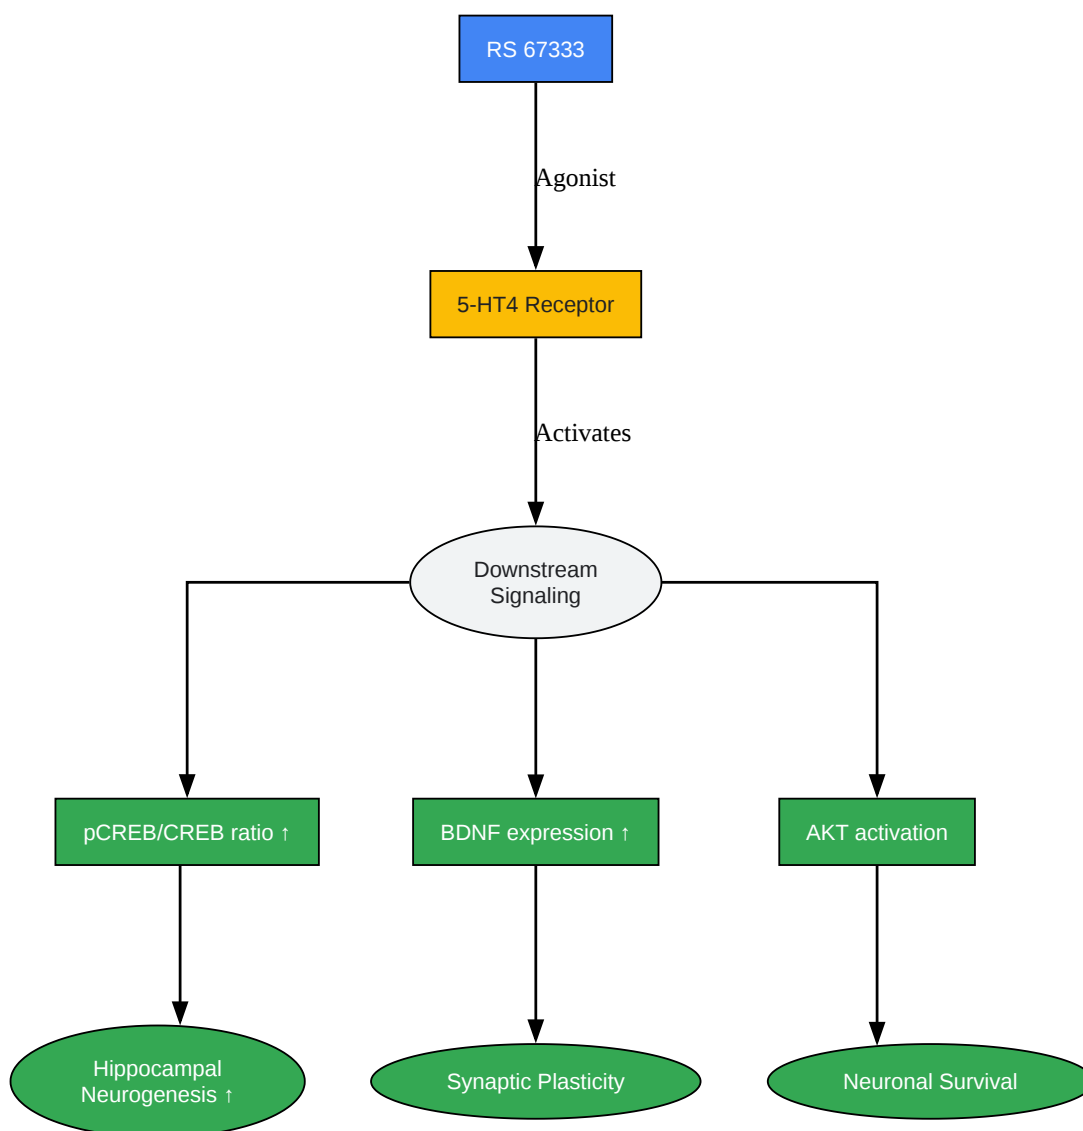 RS 67333
Agonist
5-HT4 Receptor
Activates
Downstream
Signaling
pCREB/CREB ratio ↑
BDNF expression ↑
AKT activation
Hippocampal
Neurogenesis ↑
Synaptic Plasticity
Neuronal Survival